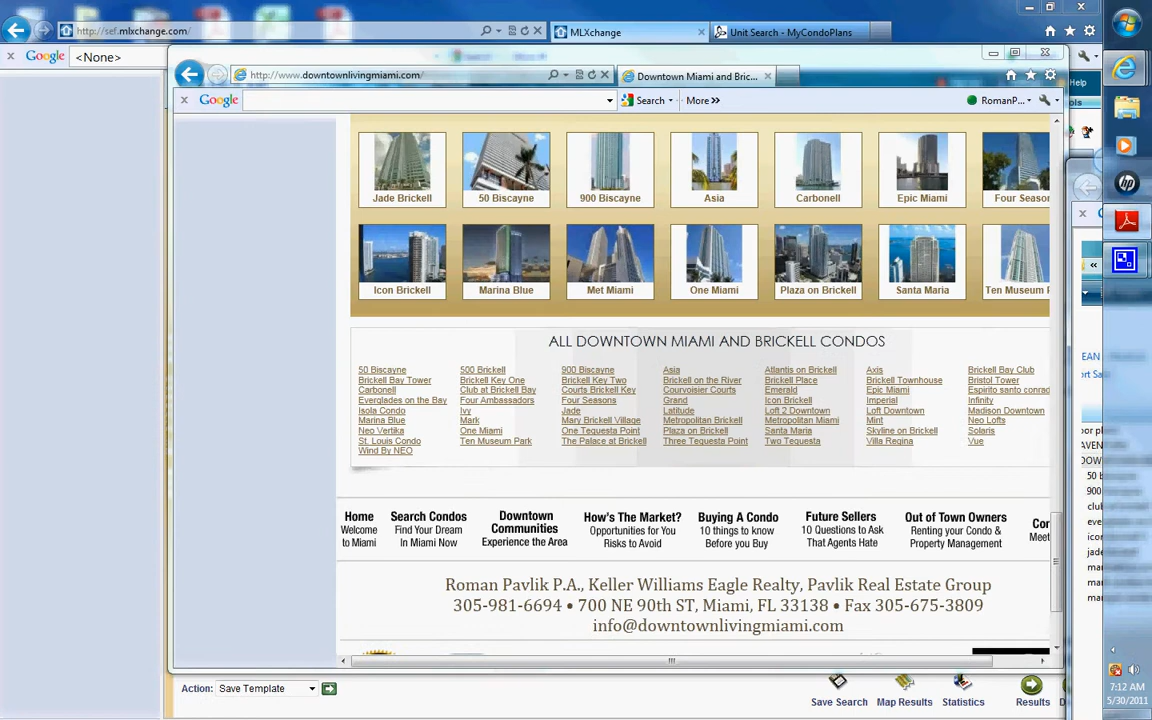 http://sef.mlxchange.com/
MLXchange
Unit Search - MyCondoPlans
Google
<None>
http://www.downtownlivingmiami.com/
Downtown Miami and Bric...
Help
Google
Search
More >>
RomanP...
Jade Brickell
50 Biscayne
900 Biscayne
Asia
Carbonell
Epic Miami
Four Season
Icon Brickell
Marina Blue
Met Miami
One Miami
Plaza on Brickell
Santa Maria
Ten Museum P
ALL DOWNTOWN MIAMI AND BRICKELL CONDOS
50 Biscayne 500 Brickell 900 Biscayne Asia Atlantis on Brickell Axis Brickell Bay Club
Brickell Bay Tower Brickell Key One Brickell Key Two Brickell on the River Brickell Place Brickell Townhouse Bristol Tower
Carbonell Club at Brickell Bay Courts Brickell Key Courvoisier Courts Emerald Epic Miami Espirito santo conrad
Everglades on the Bay Four Ambassadors Four Seasons Grand Icon Brickell Imperial Infinity
Isola Condo Ivy Jade Latitude Loft 2 Downtown Loft Downtown Madison Downtown
Marina Blue Mark Mary Brickell Village Metropolitan Brickell Metropolitan Miami Mint Neo Lofts
Neo Vertika One Miami One Tequesta Point Plaza on Brickell Santa Maria Skyline on Brickell Solaris
St. Louis Condo Ten Museum Park The Palace at Brickell Three Tequesta Point Two Tequesta Villa Regina Vue
Wind By NEO
Home
Welcome
to Miami
Search Condos
Find Your Dream
In Miami Now
Downtown
Communities
Experience the Area
How's The Market?
Opportunities for You
Risks to Avoid
Buying A Condo
10 things to know
Before you Buy
Future Sellers
10 Questions to Ask
That Agents Hate
Out of Town Owners
Renting your Condo &
Property Management
Con
Meet
Roman Pavlik P.A., Keller Williams Eagle Realty, Pavlik Real Estate Group
305-981-6694 • 700 NE 90th ST, Miami, FL 33138 • Fax 305-675-3809
info@downtownlivingmiami.com
Action: Save Template
Save Search
Map Results
Statistics
Results
7:12 AM
5/30/2011